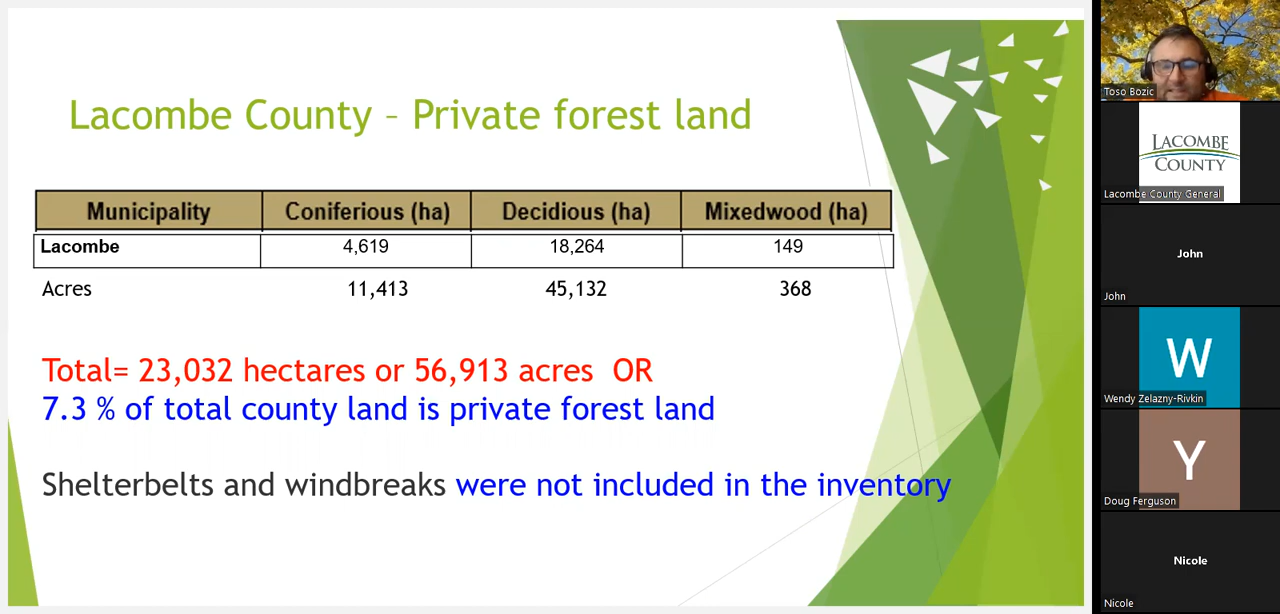 Lacombe County – Private forest land
Municipality Coniferious (ha) Decidious (ha) Mixedwood (ha)
Lacombe 4,619 18,264 149
Acres 11,413 45,132 368
Total= 23,032 hectares or 56,913 acres OR
7.3 % of total county land is private forest land
Shelterbelts and windbreaks were not included in the inventory
Toso Bozic
LACOMBE
COUNTY
Lacombe County General
John
John
W
Wendy Zelazny-Rivkin
Y
Doug Ferguson
Nicole
Nicole